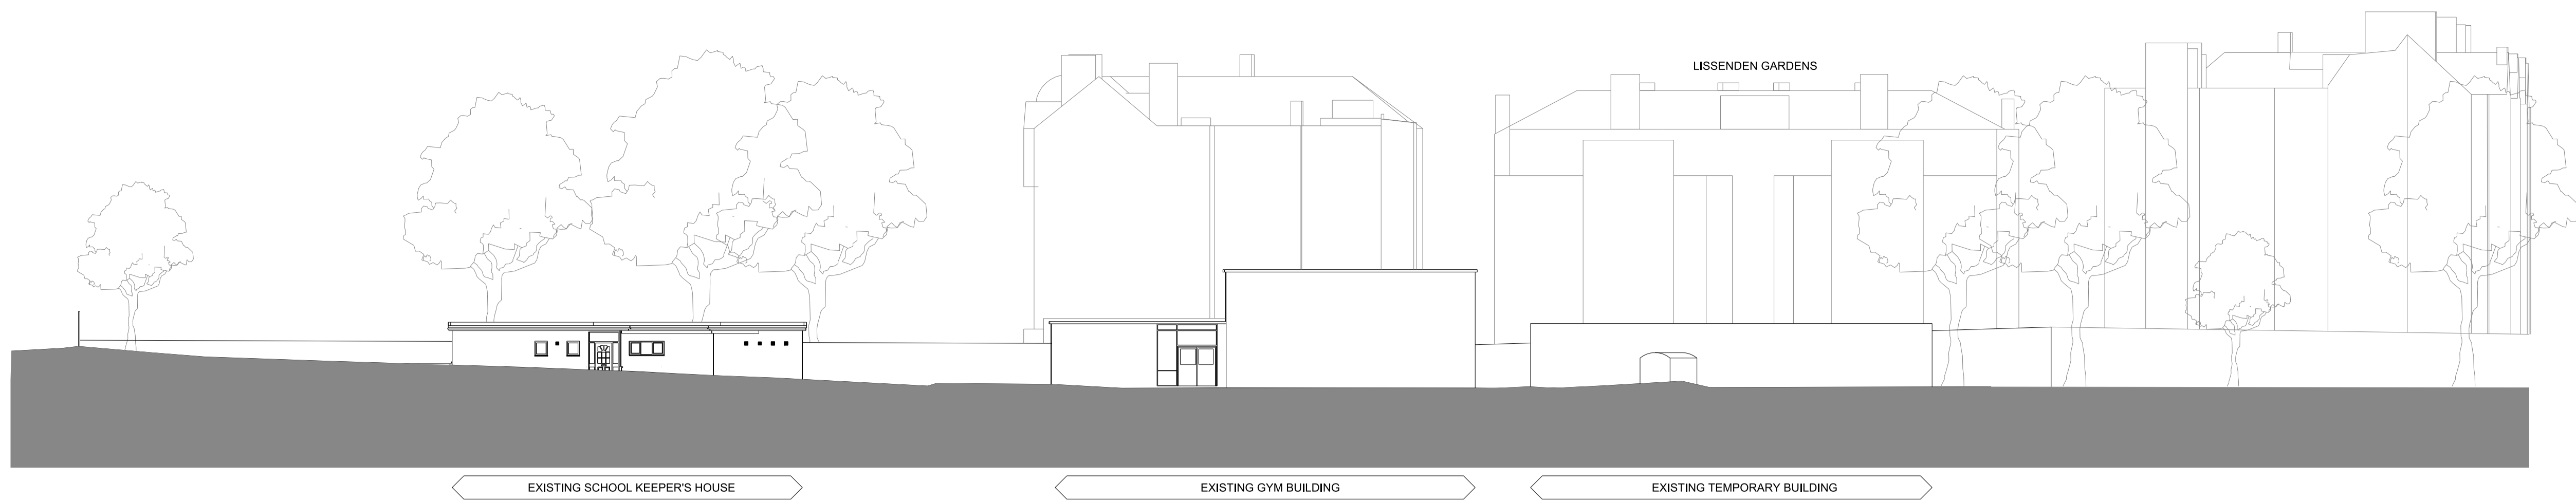 LISSENDEN GARDENS
EXISTING SCHOOL KEEPER'S HOUSE
EXISTING GYM BUILDING
EXISTING TEMPORARY BUILDING